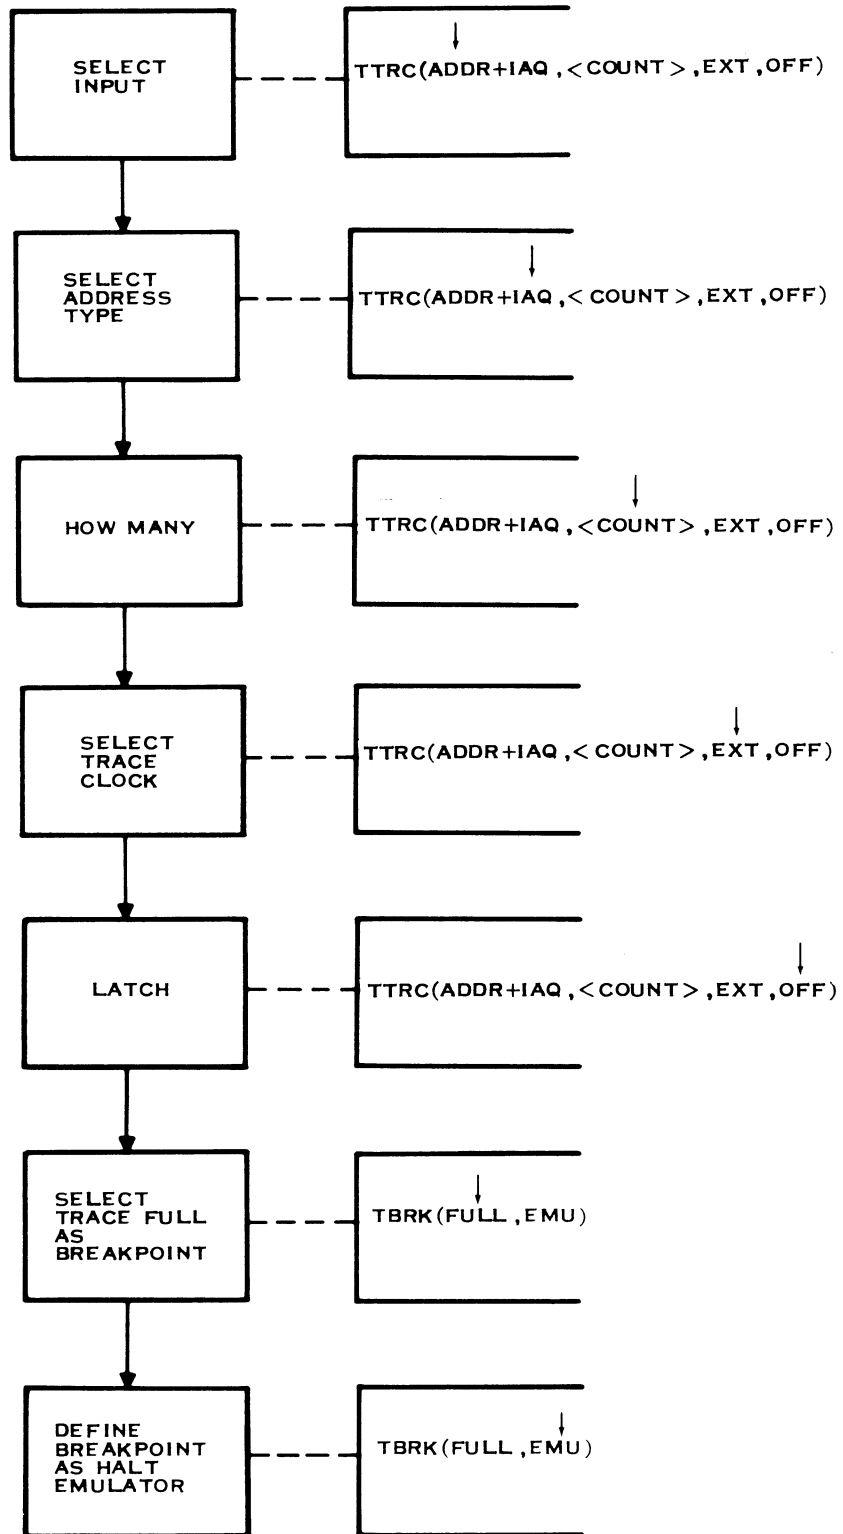 SELECT
INPUT
TTRC(ADDR+IAQ,<COUNT>,EXT,OFF)
SELECT
ADDRESS
TYPE
TTRC(ADDR+IAQ,<COUNT>,EXT,OFF)
HOW MANY
TTRC(ADDR+IAQ,<COUNT>,EXT,OFF)
SELECT
TRACE
CLOCK
TTRC(ADDR+IAQ,<COUNT>,EXT,OFF)
LATCH
TTRC(ADDR+IAQ,<COUNT>,EXT,OFF)
SELECT
TRACE FULL
AS
BREAKPOINT
TBRK(FULL,EMU)
DEFINE
BREAKPOINT
AS HALT
EMULATOR
TBRK(FULL,EMU)